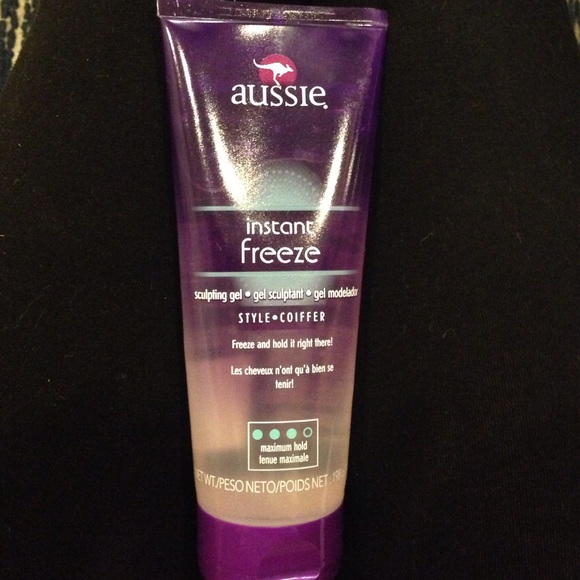 aussie®
instant
freeze
sculpting gel • gel sculptant • gel modelador
STYLE•COIFFER
Freeze and hold it right there!
Les cheveux n'ont qu'à bien se
tenir!
maximum hold
tenue maximale
WT./PESO NETO/POIDS NET